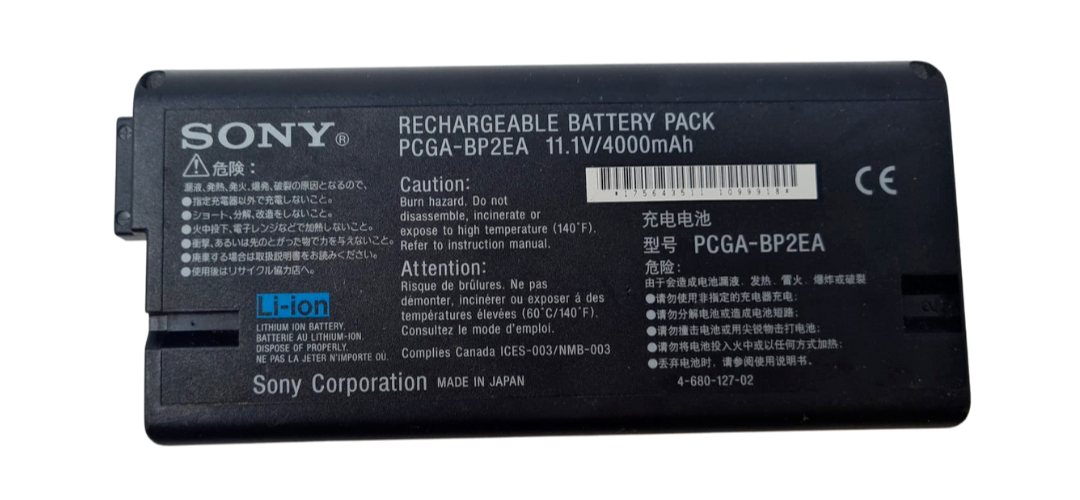 SONY®
⚠危険：
漏液、発熱、発火、爆発、破裂の原因となるので、
●指定充電器以外で充電しないこと。
●ショート、分解、改造をしないこと。
●火中投下、電子レンジなどで加熱しないこと。
●衝撃、あるいは先のとがった物で力を与えないこと。
●廃棄する場合は取扱説明書をお読みください。
●使用後はリサイクル協力店へ。
Li-ion
LITHIUM ION BATTERY.
BATTERIE AU LITHIUM-ION.
DISPOSE OF PROPERLY.
NE PAS LA JETER N'IMPORTE OÙ.
Sony Corporation MADE IN JAPAN
RECHARGEABLE BATTERY PACK
PCGA-BP2EA 11.1V/4000mAh
Caution:
Burn hazard. Do not
disassemble, incinerate or
expose to high temperature (140°F).
Refer to instruction manual.
Attention:
Risque de brûlures. Ne pas
démonter, incinérer ou exposer à des
températures élevées (60°C/140°F).
Consultez le mode d'emploi.
Complies Canada ICES-003/NMB-003
*175643511 1099918*
CE
充电电池
型号 PCGA-BP2EA
危险:
由于会造成电池漏液﹑发热﹑冒火﹑爆炸或破裂
●请勿使用非指定的充电器充电;
●请勿分解电池或造成电池短路;
●请勿撞击电池或用尖锐物击打电池;
●请勿将电池投入火中或以任何方式加热;
●丢弃电池时﹐请参阅使用说明书。
4-680-127-02